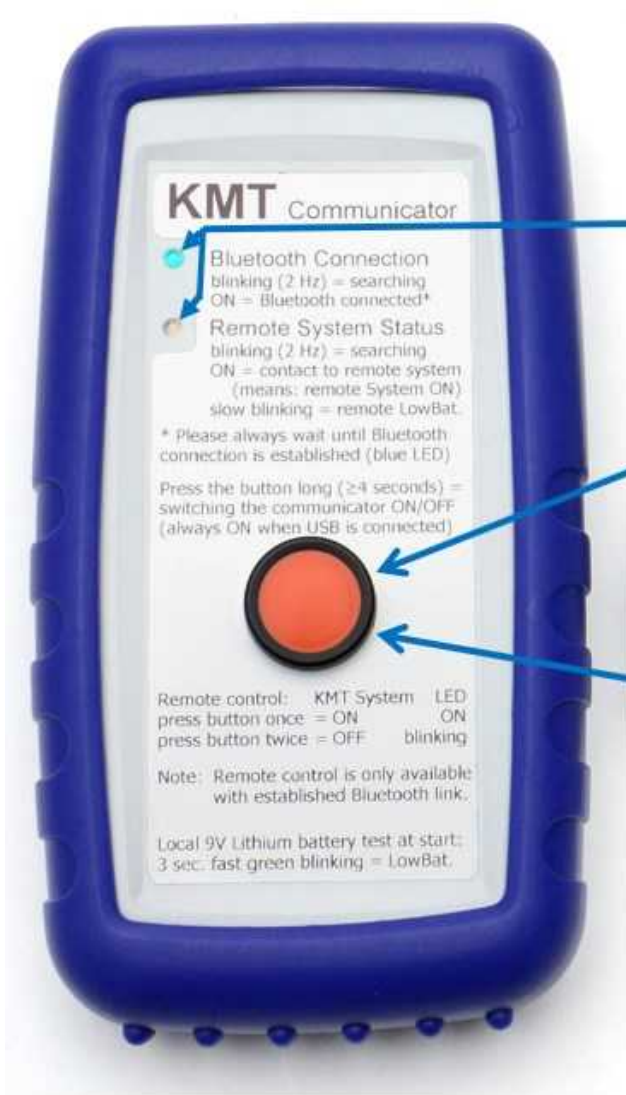 KMT Communicator
Bluetooth Connection
blinking (2 Hz) = searching
ON = Bluetooth connected*
Remote System Status
blinking (2 Hz) = searching
ON = contact to remote system
(means: remote System ON)
slow blinking = remote LowBat.
* Please always wait until Bluetooth
connection is established (blue LED)
Press the button long (≥4 seconds) =
switching the communicator ON/OFF
(always ON when USB is connected)
Remote control: KMT System LED
press button once = ON ON
press button twice = OFF blinking
Note: Remote control is only available
with established Bluetooth link.
Local 9V Lithium battery test at start:
3 sec. fast green blinking = LowBat.